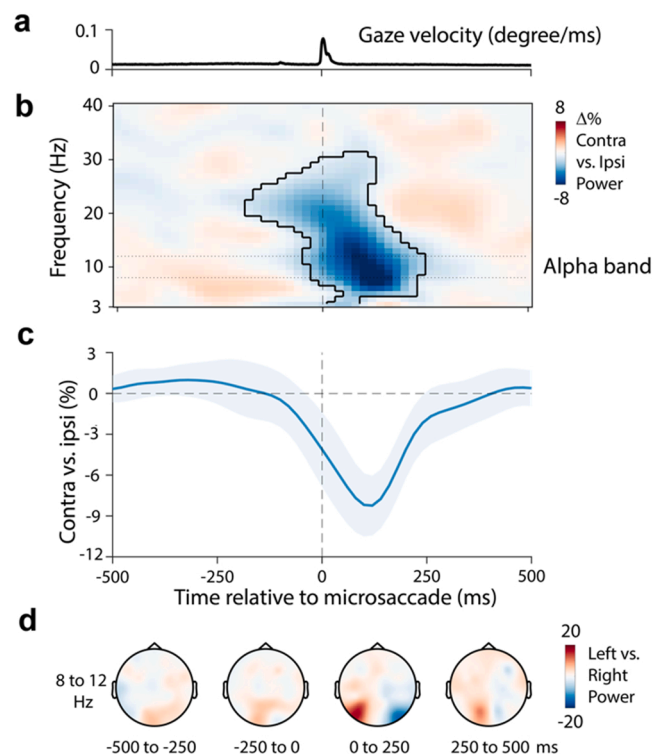 a
0.1
0
Gaze velocity (degree/ms)
b
40
30
20
10
3
Frequency (Hz)
8
Δ%
Contra
vs. Ipsi
Power
-8
Alpha band
c
3
0
-3
-6
-9
-12
Contra vs. ipsi (%)
-500
-250
0
250
500
Time relative to microsaccade (ms)
d
8 to 12
Hz
20
Left vs.
Right
Power
-20
-500 to -250
-250 to 0
0 to 250
250 to 500 ms